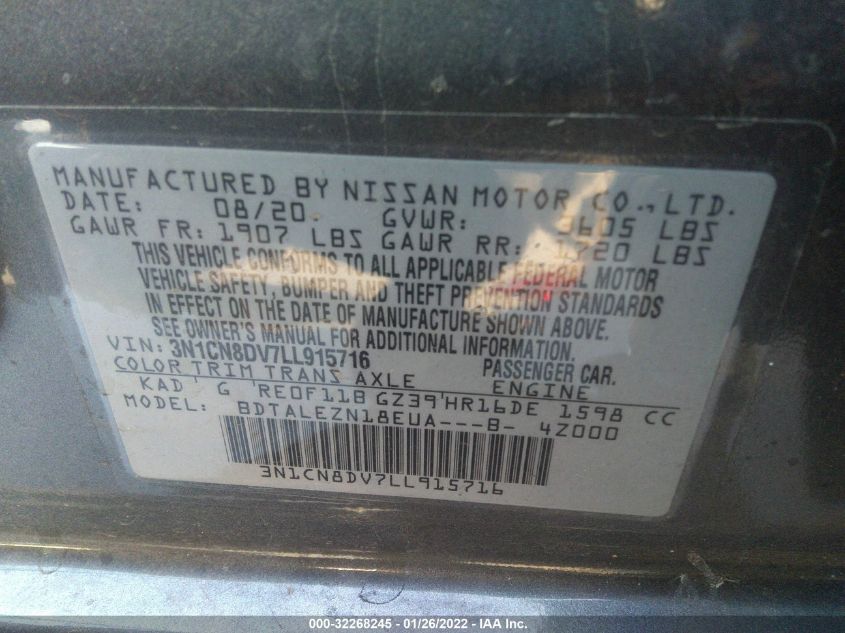 MANUFACTURED BY NISSAN MOTOR CO., LTD.
DATE: 08/20 GVWR: 3605 LBS
GAWR FR: 1907 LBS GAWR RR: 1720 LBS
THIS VEHICLE CONFORMS TO ALL APPLICABLE FEDERAL MOTOR
VEHICLE SAFETY, BUMPER AND THEFT PREVENTION STANDARDS
IN EFFECT ON THE DATE OF MANUFACTURE SHOWN ABOVE.
SEE OWNER'S MANUAL FOR ADDITIONAL INFORMATION.
VIN: 3N1CN8DV7LL915716 PASSENGER CAR.
COLOR TRIM TRANS AXLE ENGINE
KAD G RE0F11B GZ39 HR16DE 1598 CC
MODEL: BDTALEZN18EUA---B- 4Z000
3N1CN8DV7LL915716
000-32268245 - 01/26/2022 - IAA Inc.